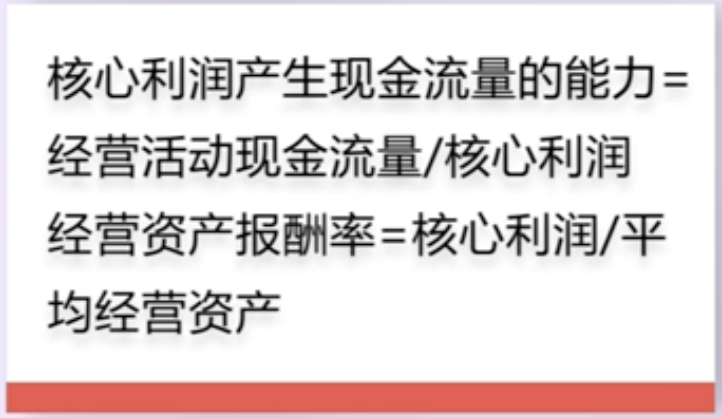 核心利润产生现金流量的能力=
经营活动现金流量/核心利润
经营资产报酬率=核心利润/平
均经营资产